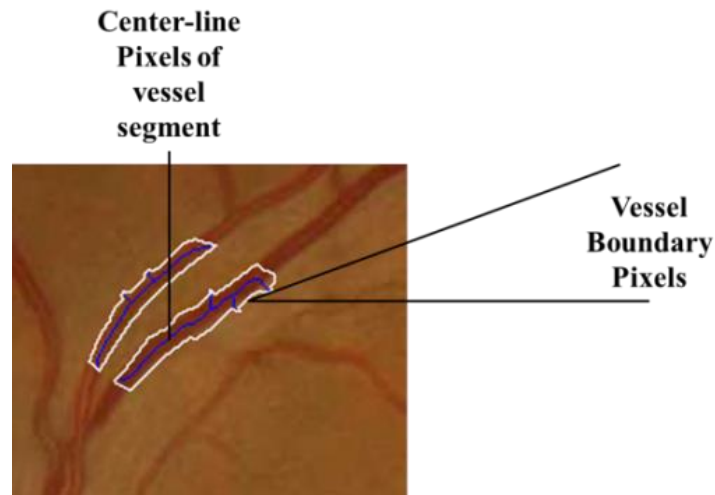 Center-line
Pixels of
vessel
segment
Vessel
Boundary
Pixels